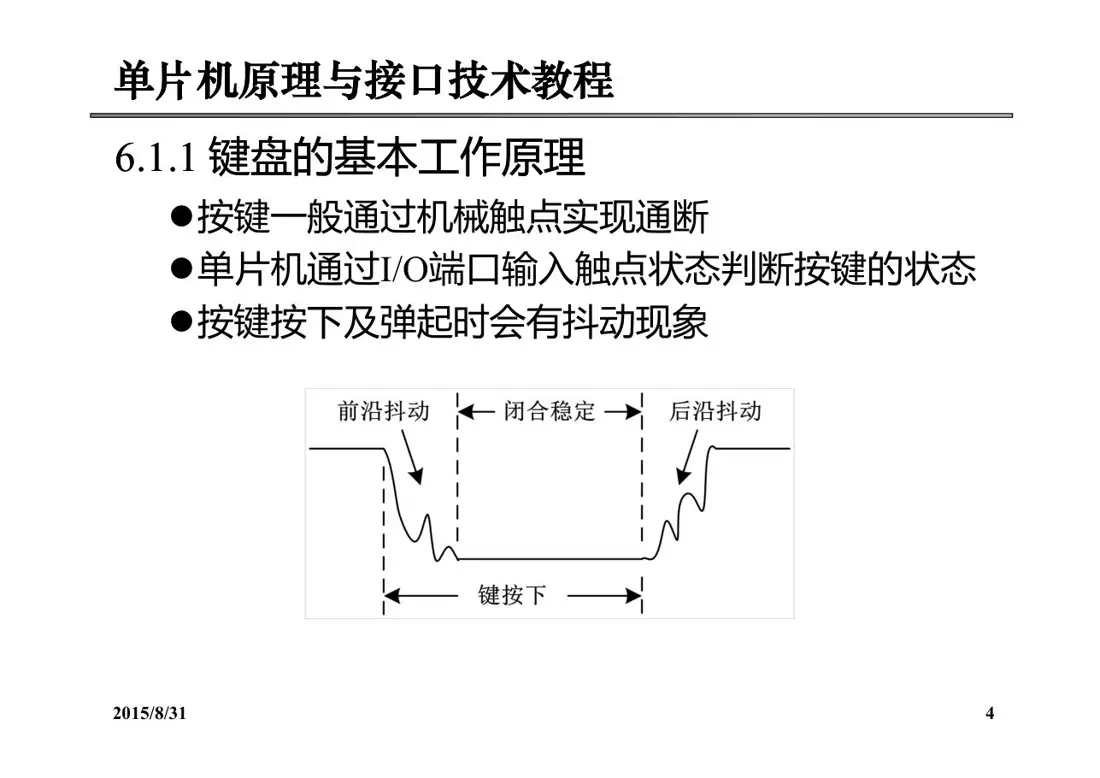 单片机原理与接口技术教程
6.1.1 键盘的基本工作原理
●按键一般通过机械触点实现通断
●单片机通过I/O端口输入触点状态判断按键的状态
●按键按下及弹起时会有抖动现象
前沿抖动 闭合稳定 后沿抖动
键按下
2015/8/31 4